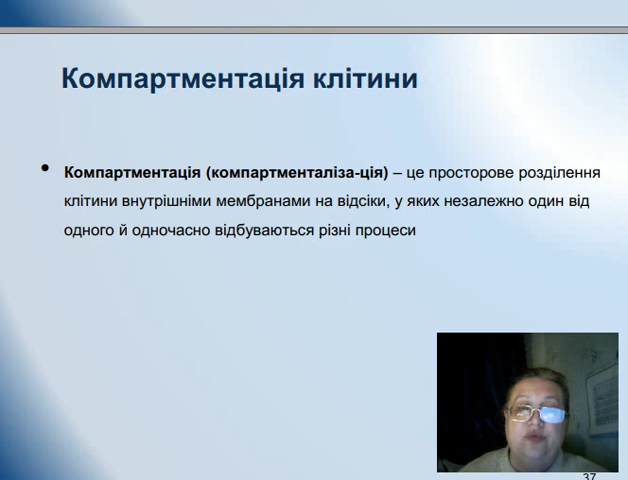 Компартментація клітини
• Компартментація (компартменталіза-ція) – це просторове розділення
клітини внутрішніми мембранами на відсіки, у яких незалежно один від
одного й одночасно відбуваються різні процеси
37